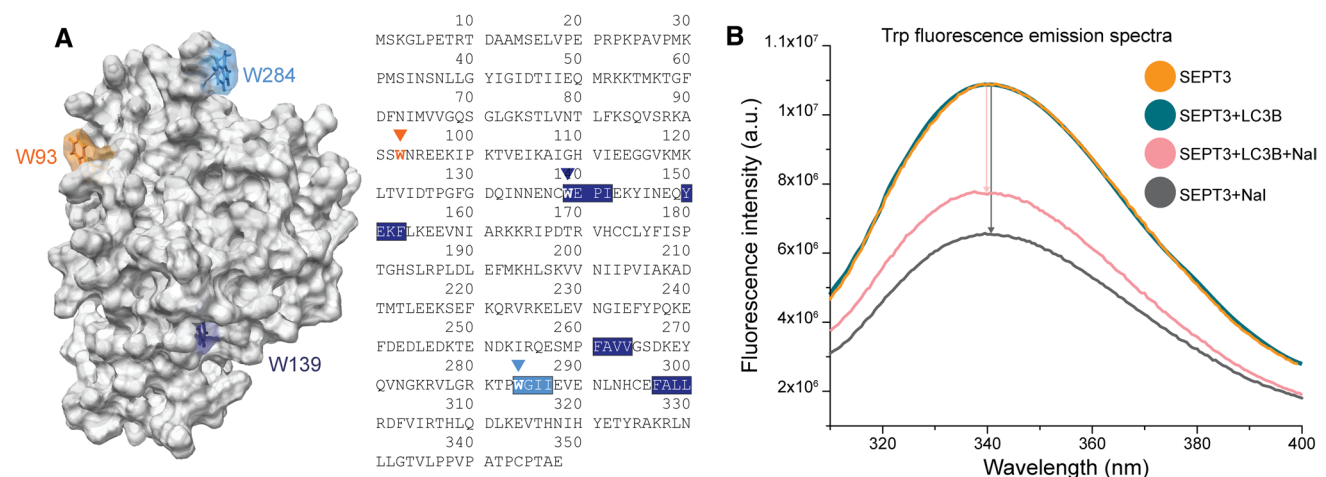 A
W284
W93
W139
10 20 30
MSKGLPETRT DAAMSELVPE PRPKPAVPMK
40 50 60
PMSINSNLLG YIGIDTIIEQ MRKKTMKTGF
70 80 90
DFNIMVVGQS GLGKSTLVNT LFKSQVSRKA
100 110 120
SSWNREEKIP KTVEIKAIGH VIEEGGVKMK
130 140 150
LTVIDTPGFG DQINNENCWE PIEKYINEQY
160 170 180
EKFLKEEVNI ARKKRIPDTR VHCCLYFISP
190 200 210
TGHSLRPLDL EFMKHLSKVV NIIPVIAKAD
220 230 240
TMTLEEKSEF KQRVRKELEV NGIEFYPQKE
250 260 270
FDEDLEDKTE NDKIRQESMP FAVVGSDKEY
280 290 300
QVNGKRVLGR KTPWGIIEVE NLNHCEFALL
310 320 330
RDFVIRTHLQ DLKEVTHNIH YETYRAKRLN
340 350
LLGTVLPPVP ATPCPTAE
B
Trp fluorescence emission spectra
SEPT3
SEPT3+LC3B
SEPT3+LC3B+NaI
SEPT3+NaI
Fluorescence intensity (a.u.)
1.1x10⁷
10x10⁶
8x10⁶
6x10⁶
4x10⁶
2x10⁶
320 340 360 380 400
Wavelength (nm)